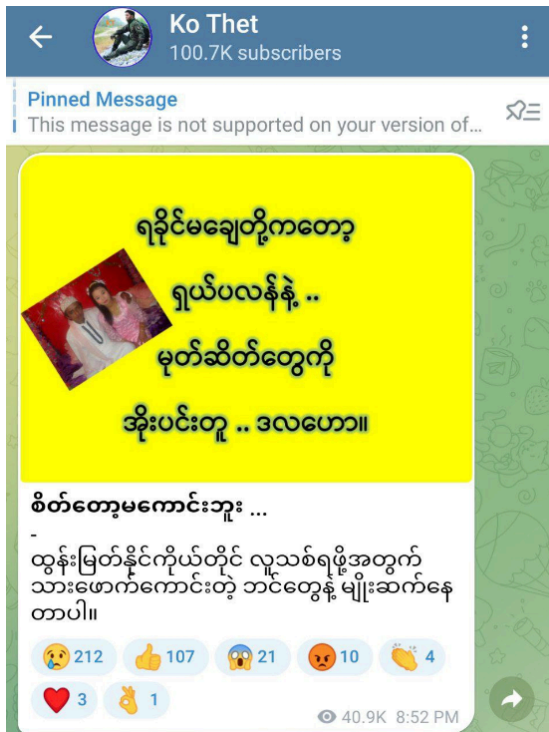 Ko Thet
100.7K subscribers
Pinned Message
This message is not supported on your version of...
ရခိုင်မချေတို့ကတော့
ရှယ်ပလန်နဲ့ ..
မုတ်ဆိတ်တွေကို
အိုးပင်းတူ .. ဒလဟော။
စိတ်တော့မကောင်းဘူး ...
-
ထွန်းမြတ်နိုင်ကိုယ်တိုင် လူသစ်ရဖို့အတွက်
သားဖောက်ကောင်းတဲ့ ဘင်တွေနဲ့ မျိုးဆက်နေ
တာပါ။
212 107 21 10 4
3 1
40.9K 8:52 PM